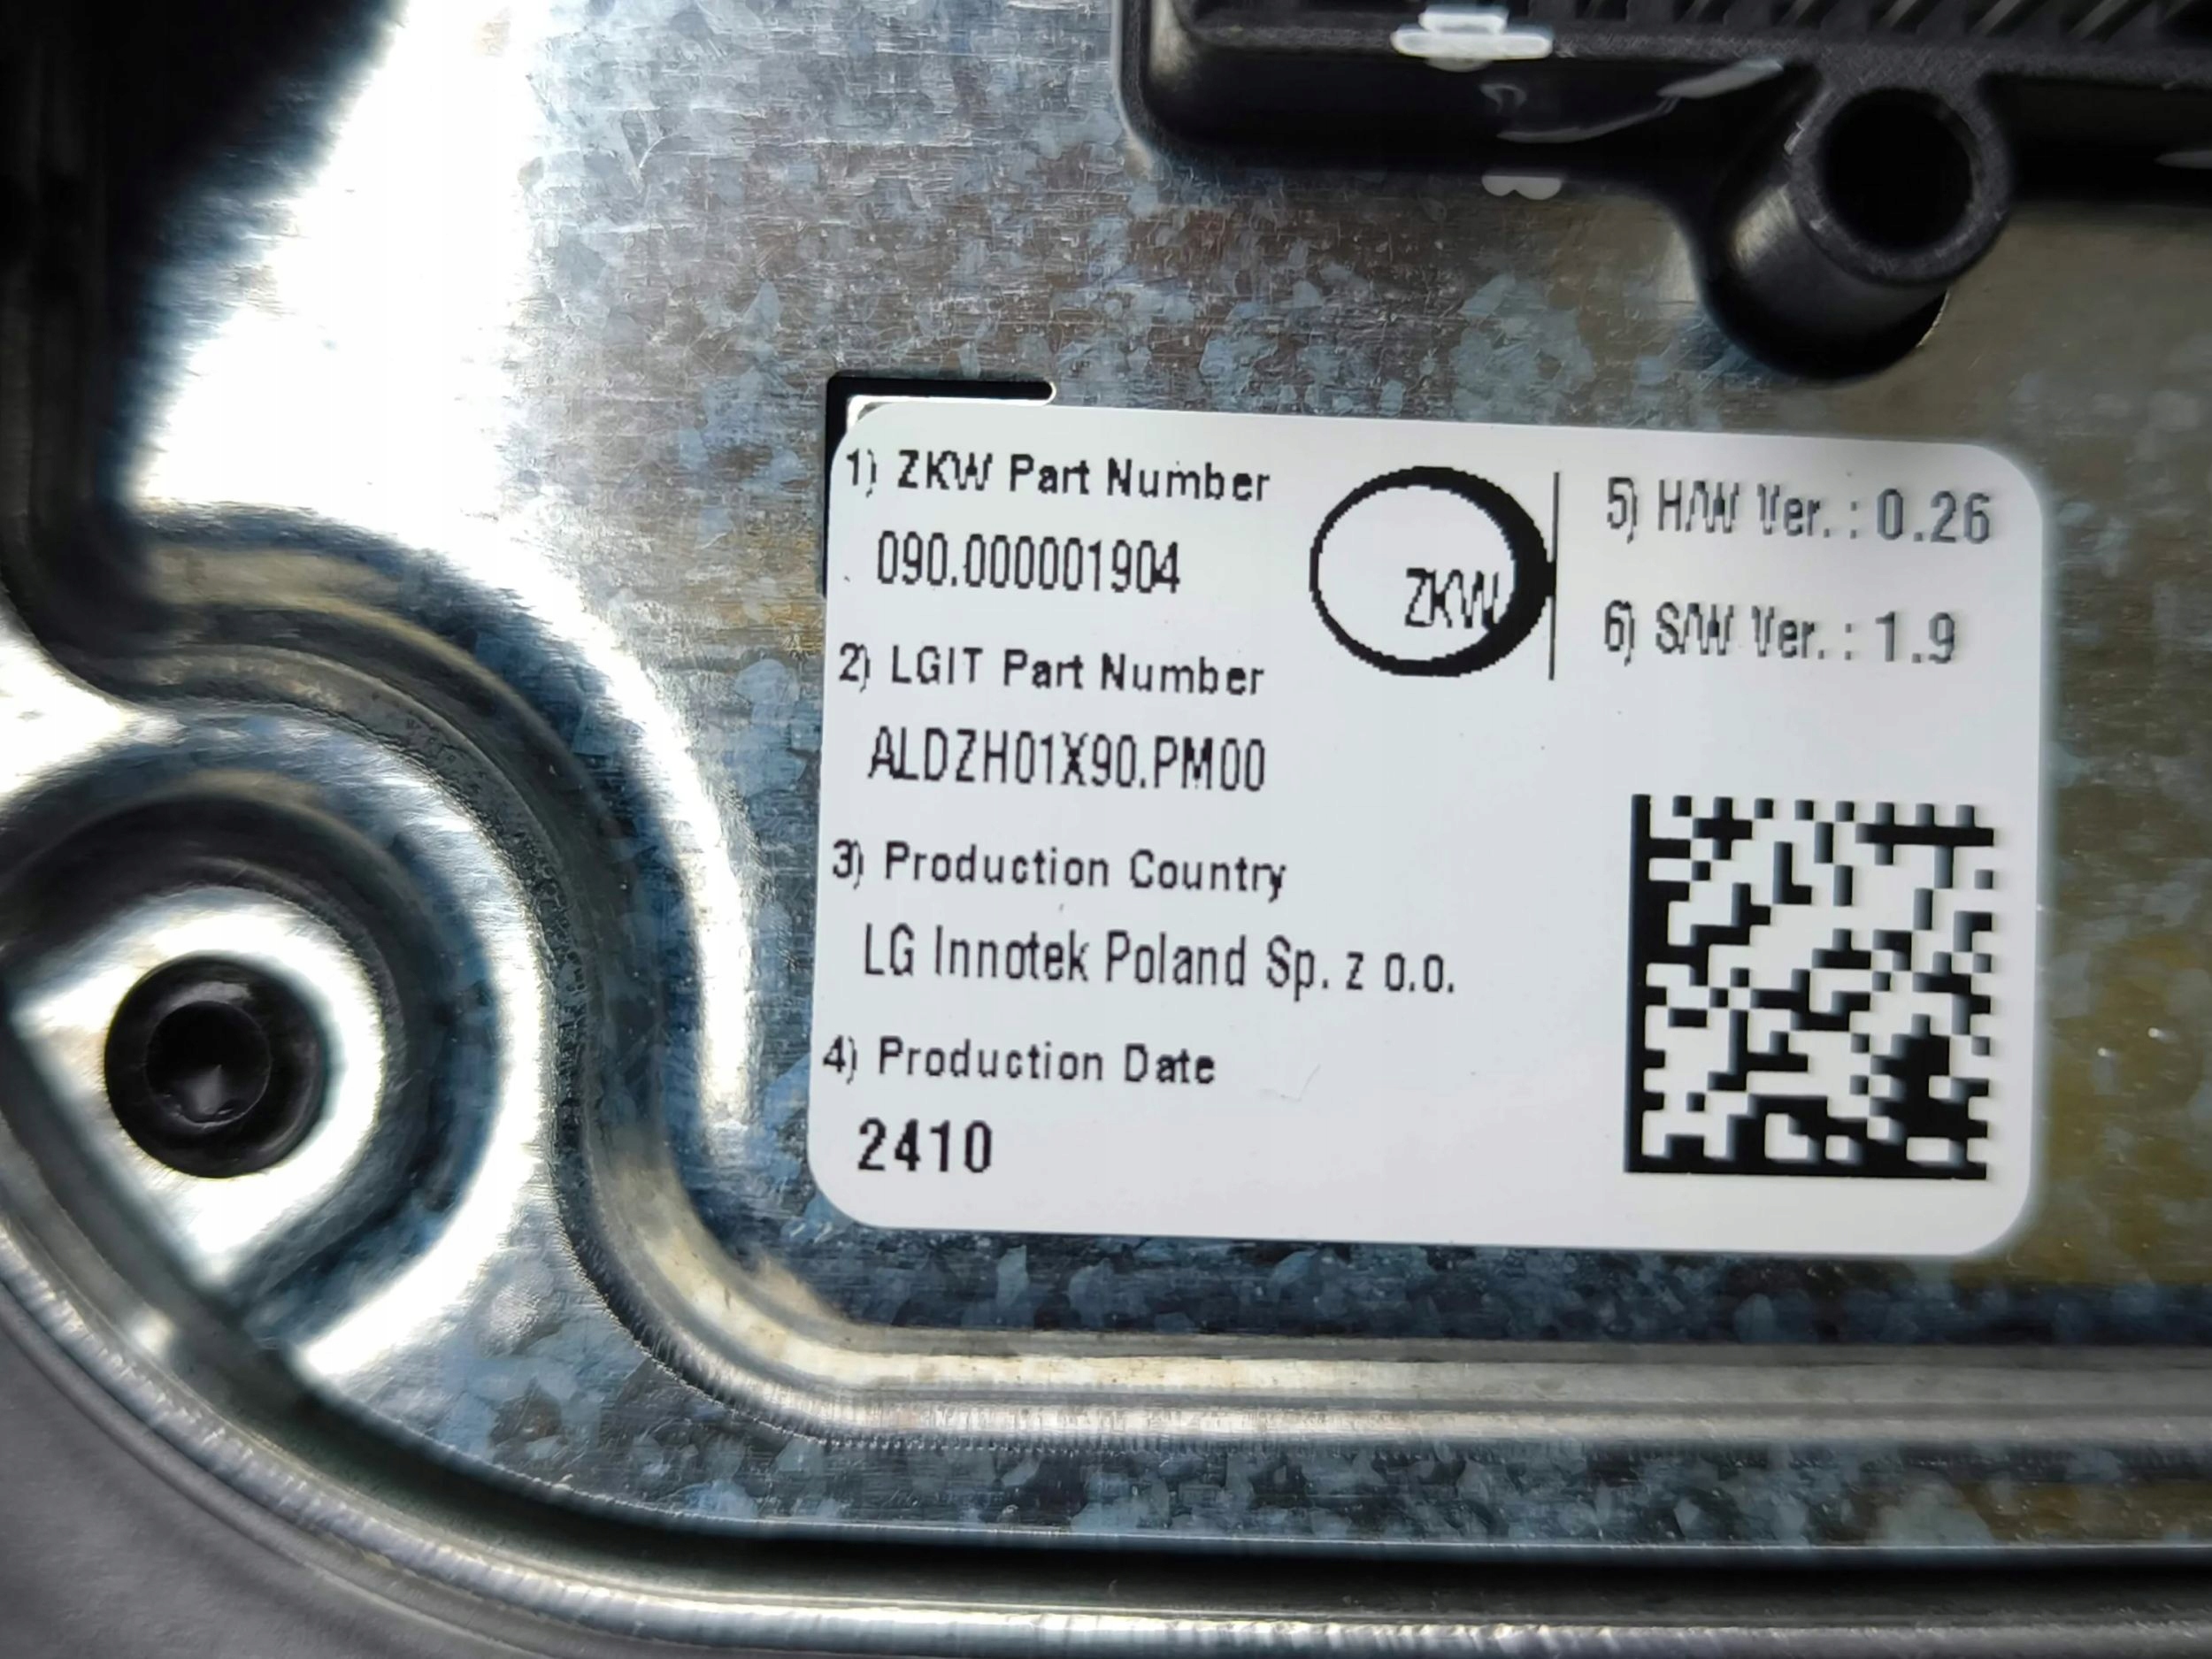 1) ZKW Part Number
090.000001904
2) LGIT Part Number
ALDZH01X90.PM00
3) Production Country
LG Innotek Poland Sp. z o.o.
4) Production Date
2410
ZKW
5) H/W Ver. : 0.26
6) S/W Ver. : 1.9